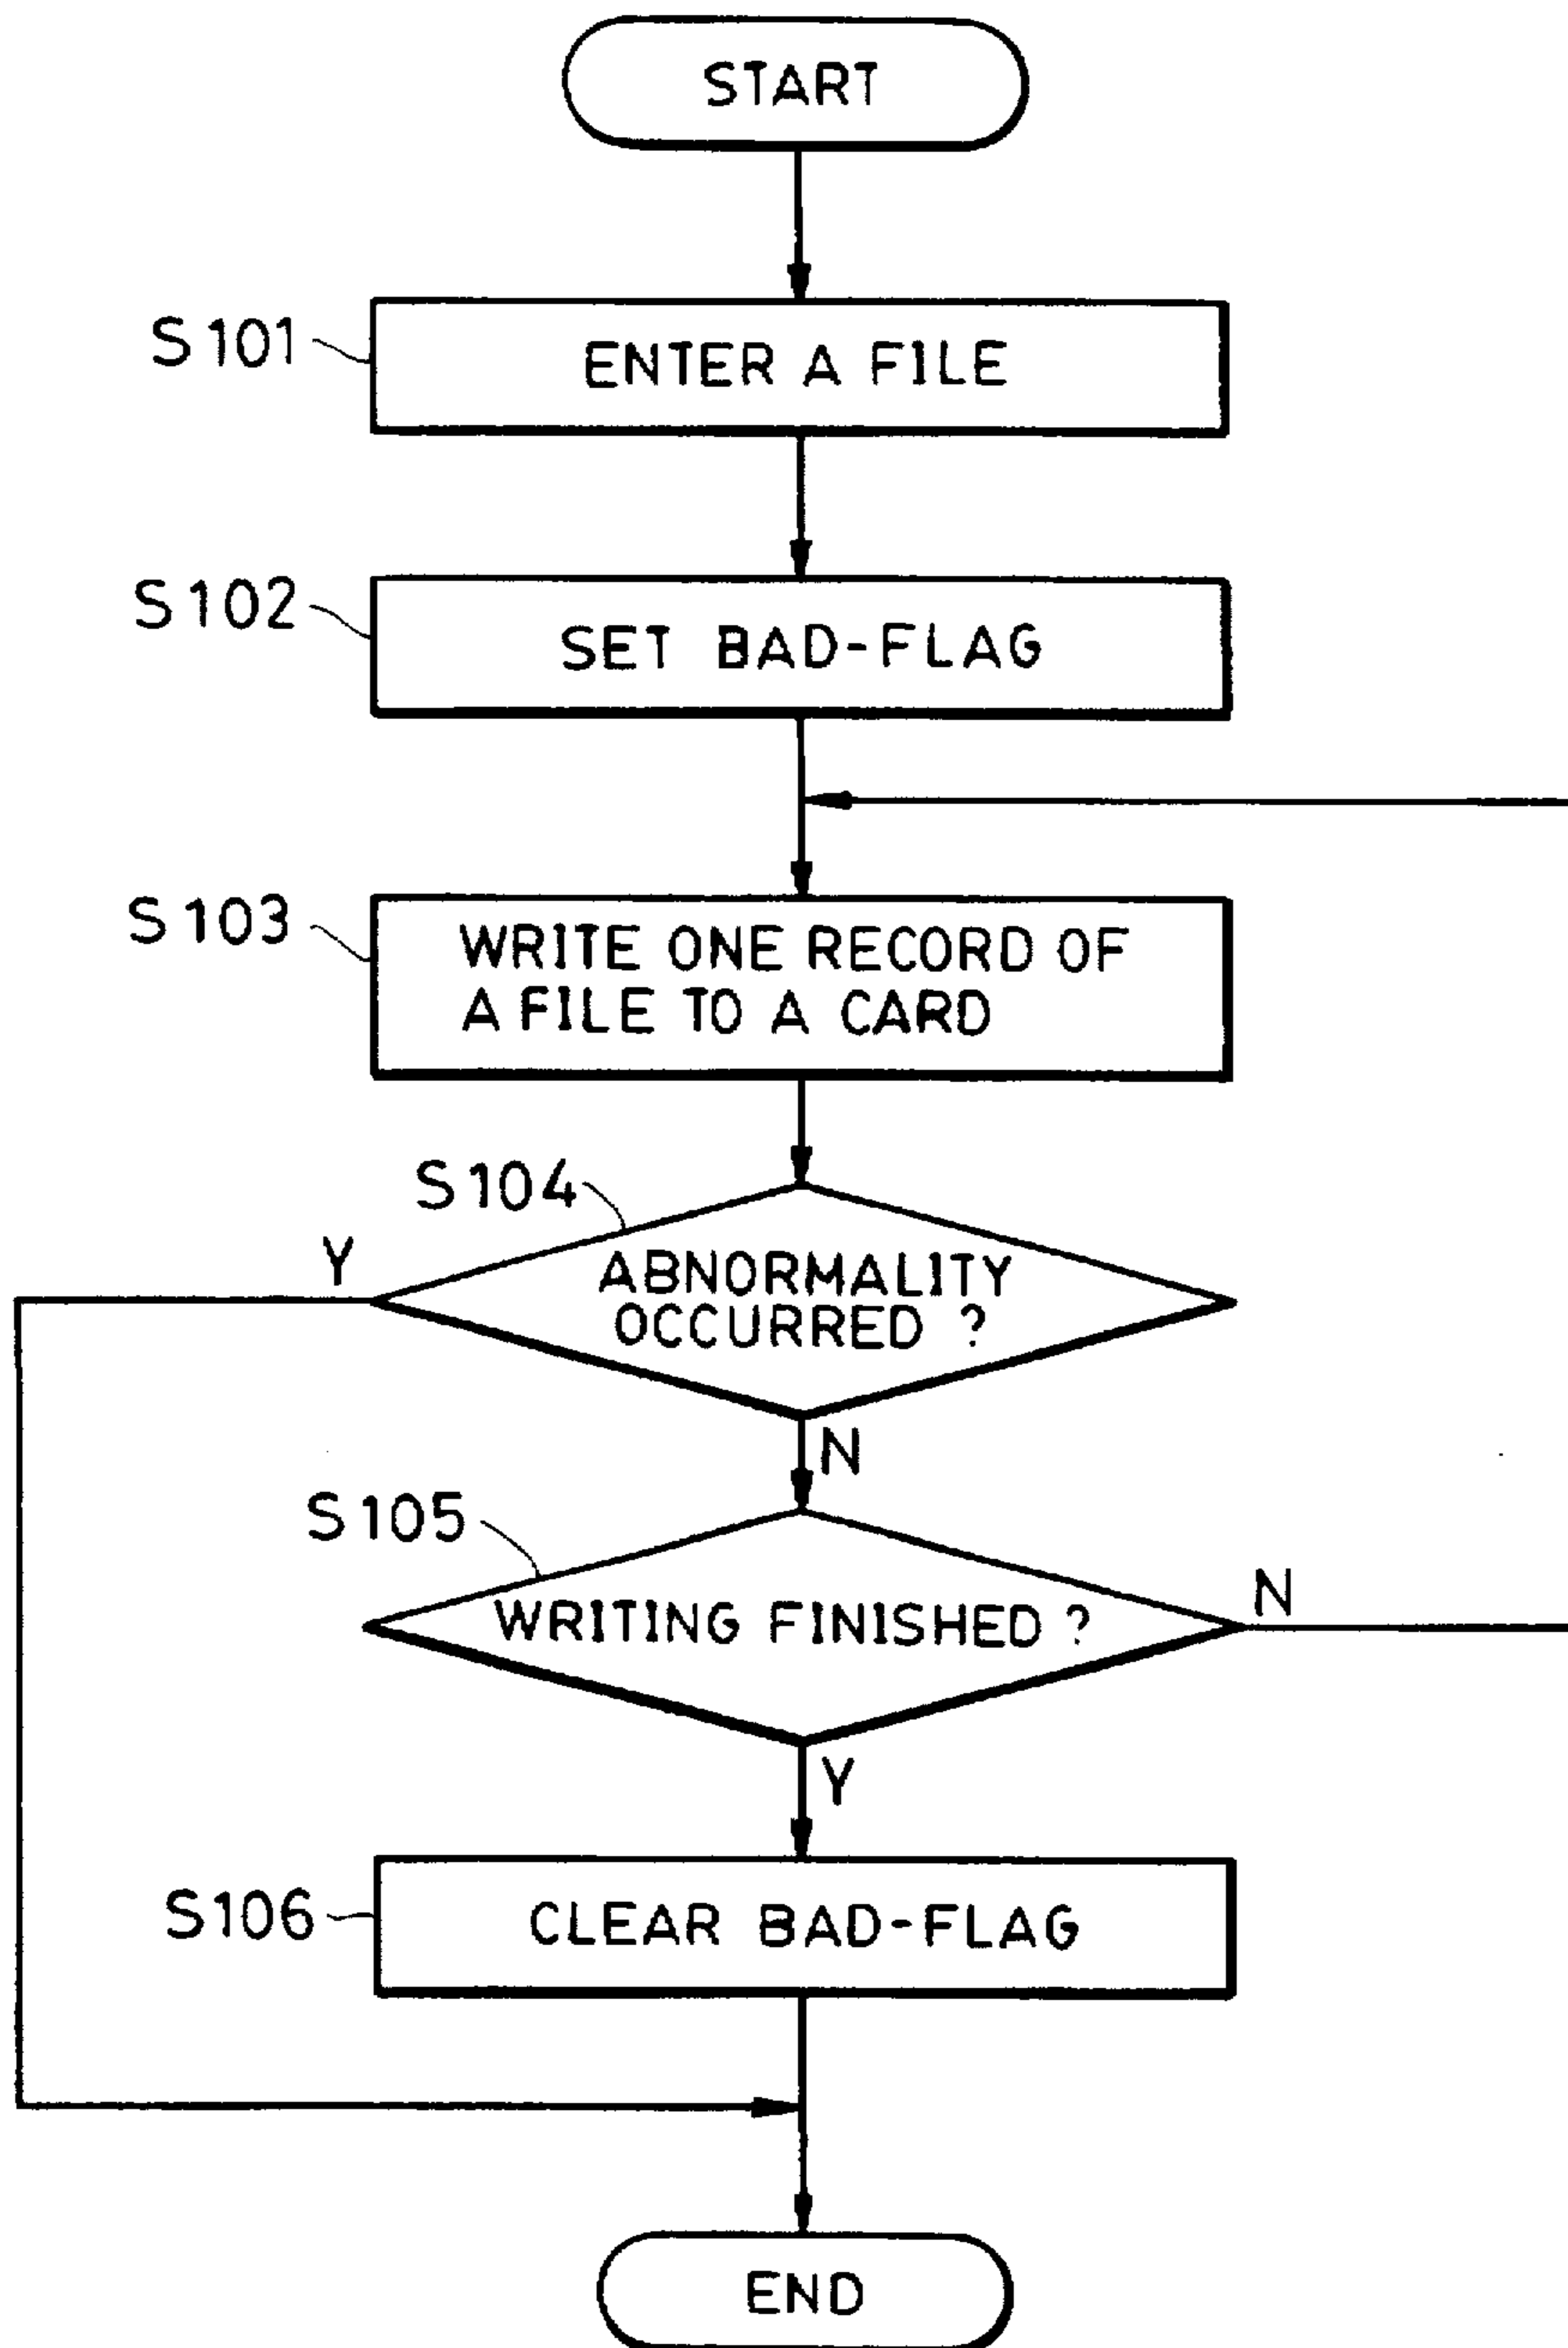 START
S101
ENTER A FILE
S102
SET BAD-FLAG
S103
WRITE ONE RECORD OF
A FILE TO A CARD
S104
Y
ABNORMALITY
OCCURRED ?
N
S105
WRITING FINISHED ?
N
Y
S106
CLEAR BAD-FLAG
END